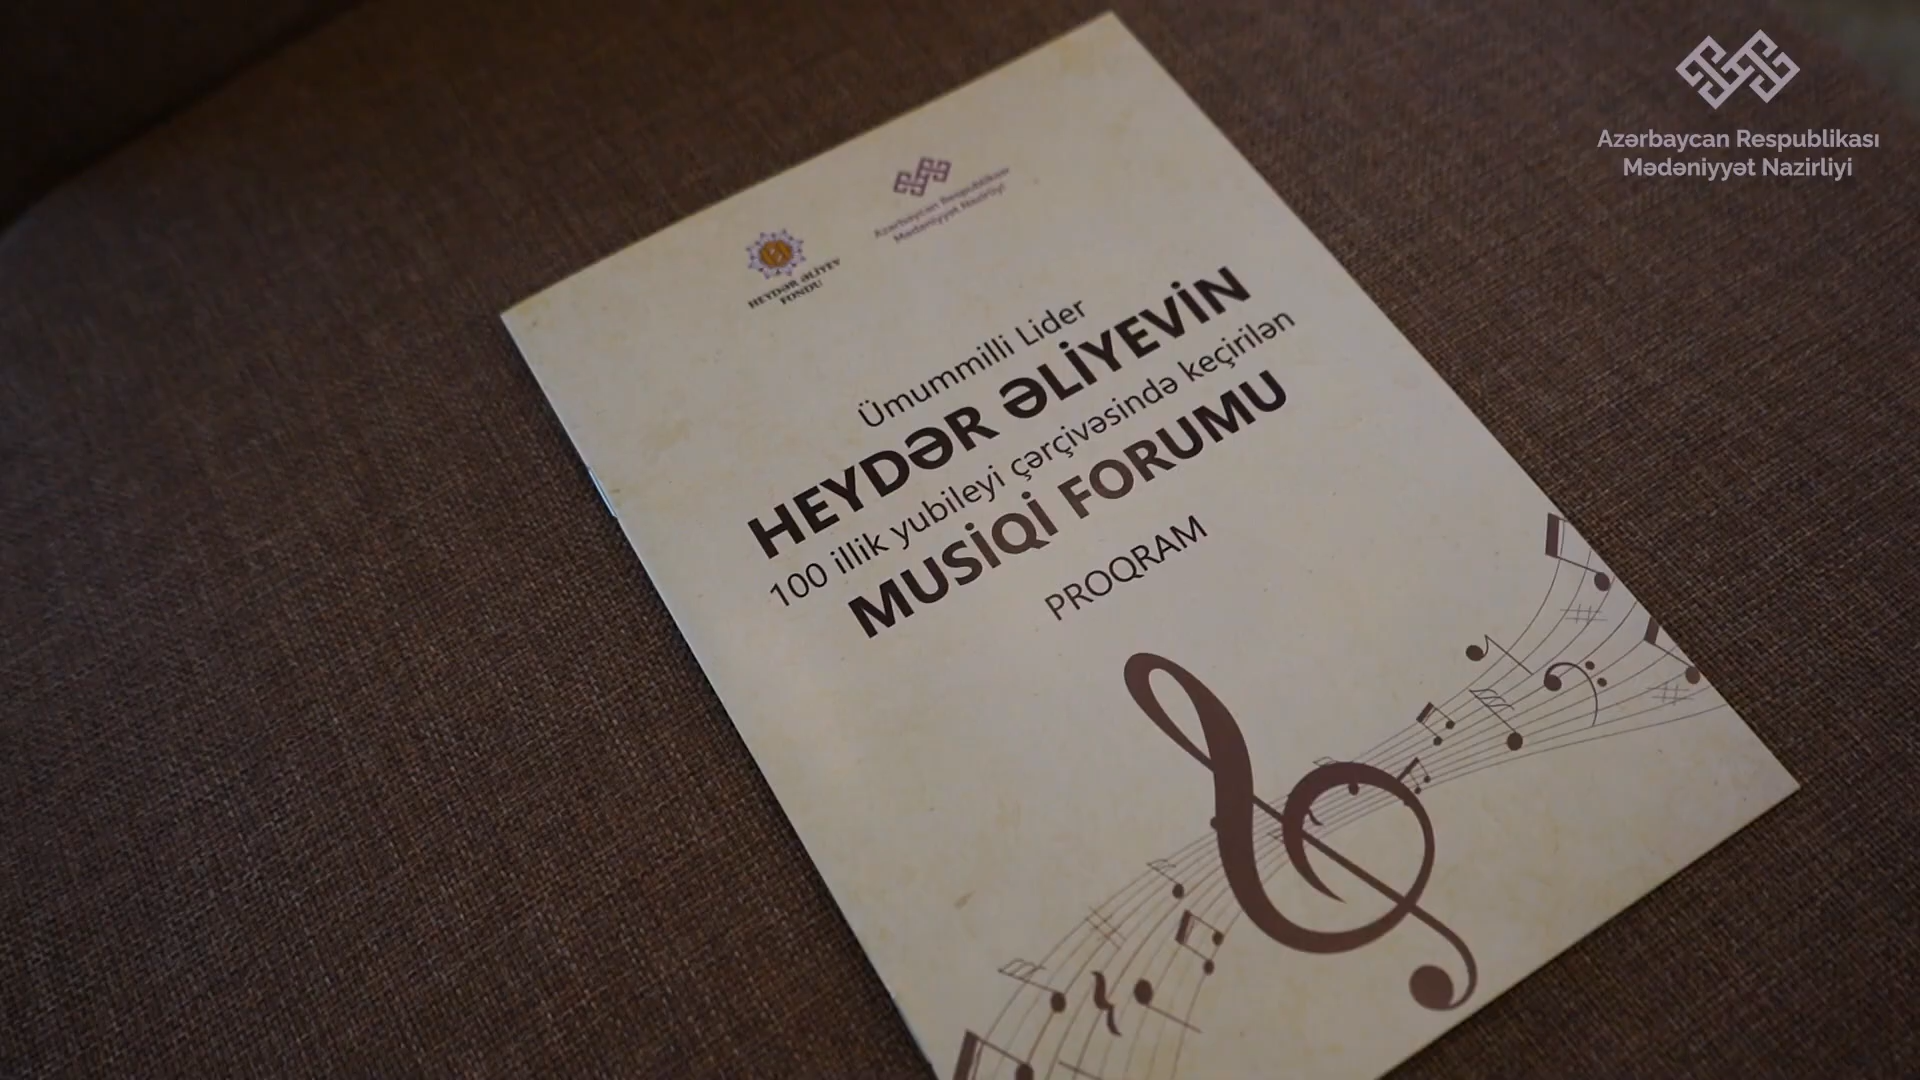 Azərbaycan Respublikası
Mədəniyyət Nazirliyi
Azərbaycan Respublikası
Mədəniyyət Nazirliyi
HEYDƏR ƏLİYEV
FONDU
Ümummilli Lider
HEYDƏR ƏLİYEVİN
100 illik yubileyi çərçivəsində keçirilən
MUSİQİ FORUMU
PROQRAM